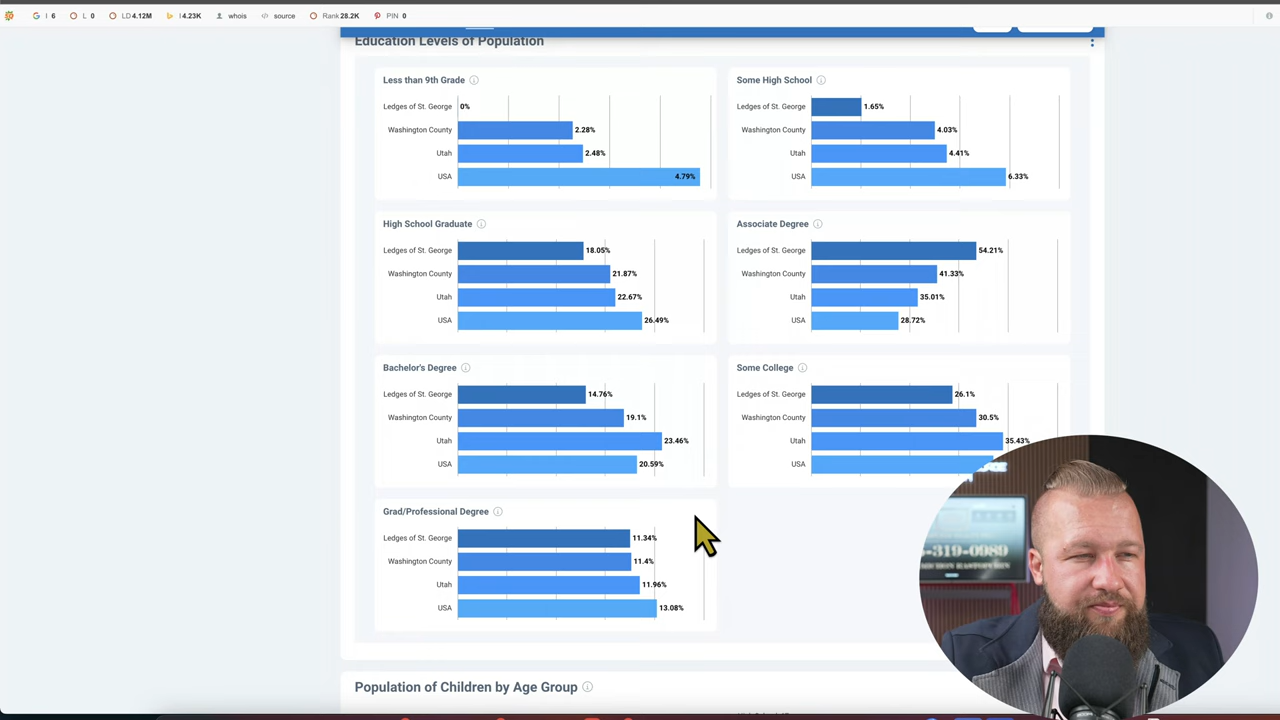 I 6 L 0 LD 4.12M I 4.23K whois source Rank 28.2K PIN 0
Education Levels of Population
Less than 9th Grade
Ledges of St. George 0%
Washington County 2.28%
Utah 2.48%
USA 4.79%
Some High School
Ledges of St. George 1.65%
Washington County 4.03%
Utah 4.41%
USA 6.33%
High School Graduate
Ledges of St. George 18.05%
Washington County 21.87%
Utah 22.67%
USA 26.49%
Associate Degree
Ledges of St. George 54.21%
Washington County 41.33%
Utah 35.01%
USA 28.72%
Bachelor's Degree
Ledges of St. George 14.76%
Washington County 19.1%
Utah 23.46%
USA 20.59%
Some College
Ledges of St. George 26.1%
Washington County 30.5%
Utah 35.43%
USA
Grad/Professional Degree
Ledges of St. George 11.34%
Washington County 11.4%
Utah 11.96%
USA 13.08%
-319-0989
Population of Children by Age Group